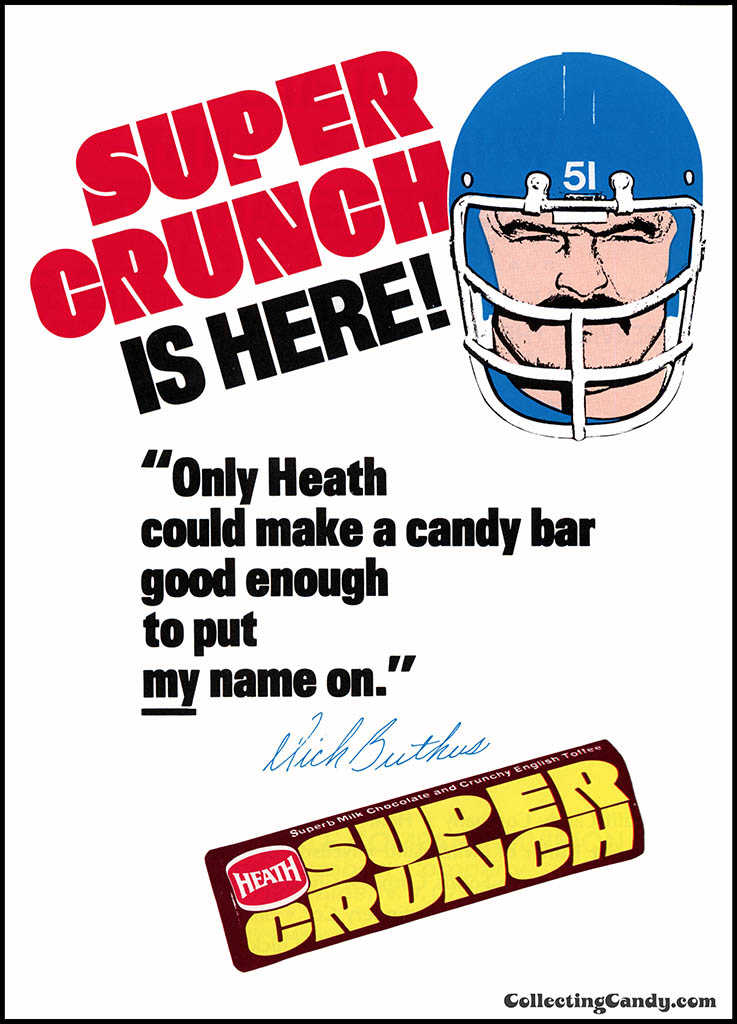 SUPER
CRUNCH
IS HERE!
51
“Only Heath
could make a candy bar
good enough
to put
my name on.”
Dick Butkus
Superb Milk Chocolate and Crunchy English Toffee
HEATH
SUPER
CRUNCH
CollectingCandy.com